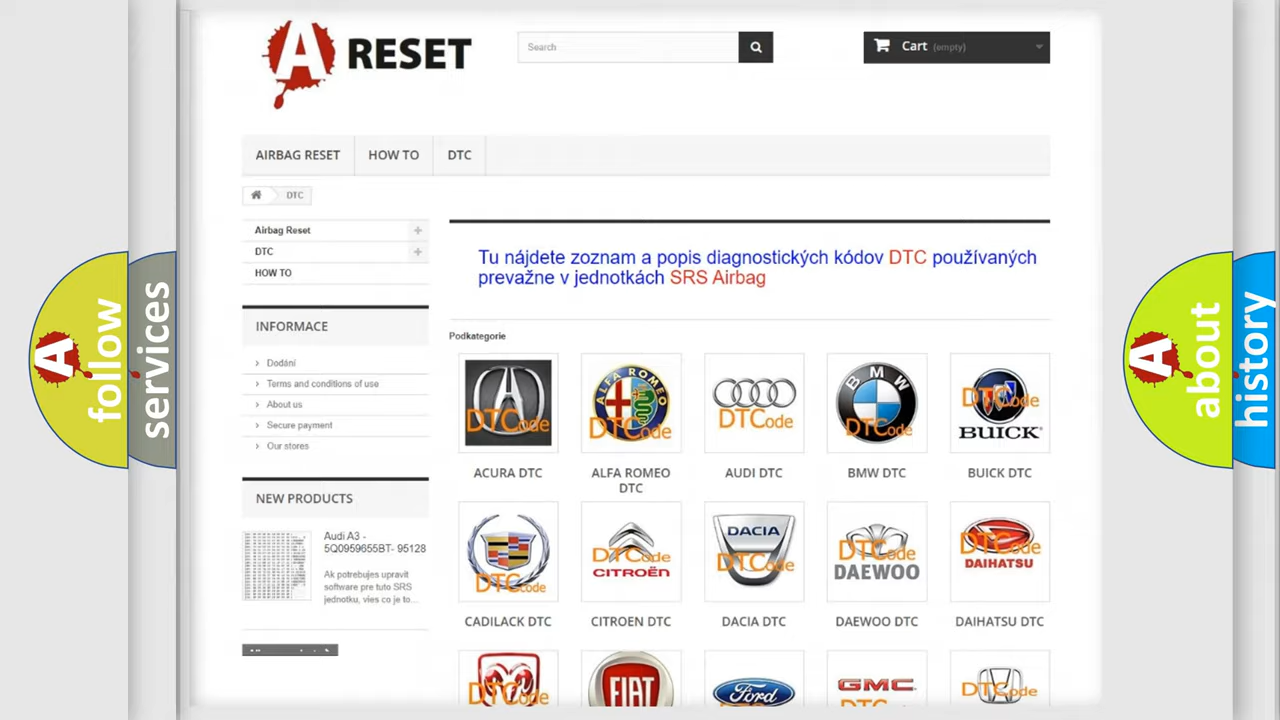 A RESET
Search
Cart (empty)
AIRBAG RESET
HOW TO
DTC
DTC
Airbag Reset
DTC
HOW TO
Tu nájdete zoznam a popis diagnostických kódov DTC používaných
prevažne v jednotkách SRS Airbag
INFORMACE
Dodání
Terms and conditions of use
About us
Secure payment
Our stores
NEW PRODUCTS
Audi A3 -
5Q0959655BT- 95128
Ak potrebujes upravit
software pre tuto SRS
jednotku, vies co je to...
Podkategorie
DTCode
ALFA ROMEO
DTCode
DTCode
BMW
DTCode
DTCode
BUICK
ACURA DTC
ALFA ROMEO
DTC
AUDI DTC
BMW DTC
BUICK DTC
DTCode
DTCode
CITROËN
DACIA
DTCode
DTCode
DAEWOO
DTCode
DAIHATSU
CADILACK DTC
CITROEN DTC
DACIA DTC
DAEWOO DTC
DAIHATSU DTC
DTCode
FIAT
Ford
GMC
DTCode
A follow
services
A about
history